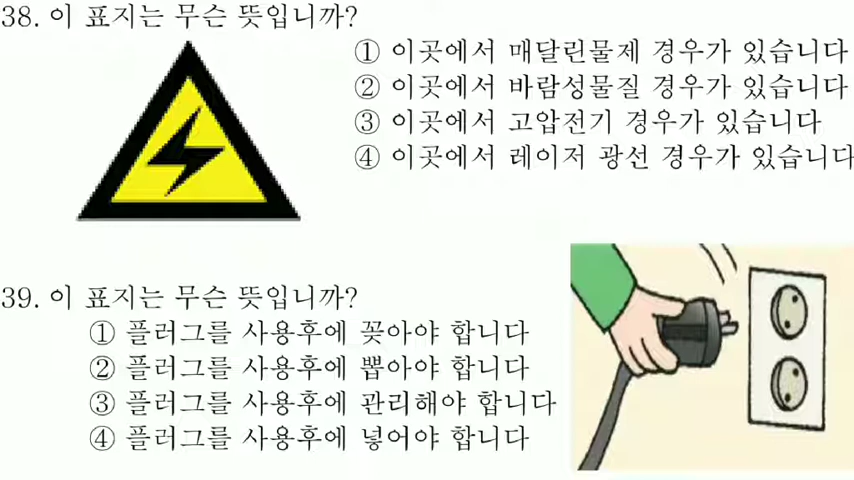 38. 이 표지는 무슨 뜻입니까?
① 이곳에서 매달린물제 경우가 있습니다
② 이곳에서 바람성물질 경우가 있습니다
③ 이곳에서 고압전기 경우가 있습니다
④ 이곳에서 레이저 광선 경우가 있습니다
39. 이 표지는 무슨 뜻입니까?
① 플러그를 사용후에 꽂아야 합니다
② 플러그를 사용후에 뽑아야 합니다
③ 플러그를 사용후에 관리해야 합니다
④ 플러그를 사용후에 넣어야 합니다